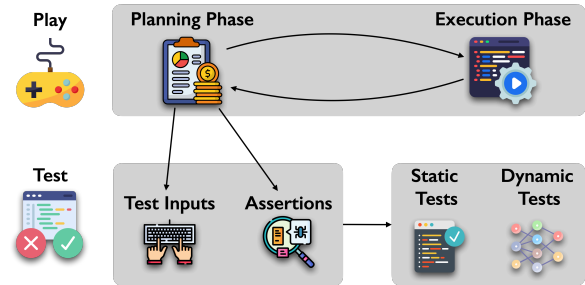 Play
Planning Phase
Execution Phase
Test
Test Inputs
Assertions
Static
Tests
Dynamic
Tests